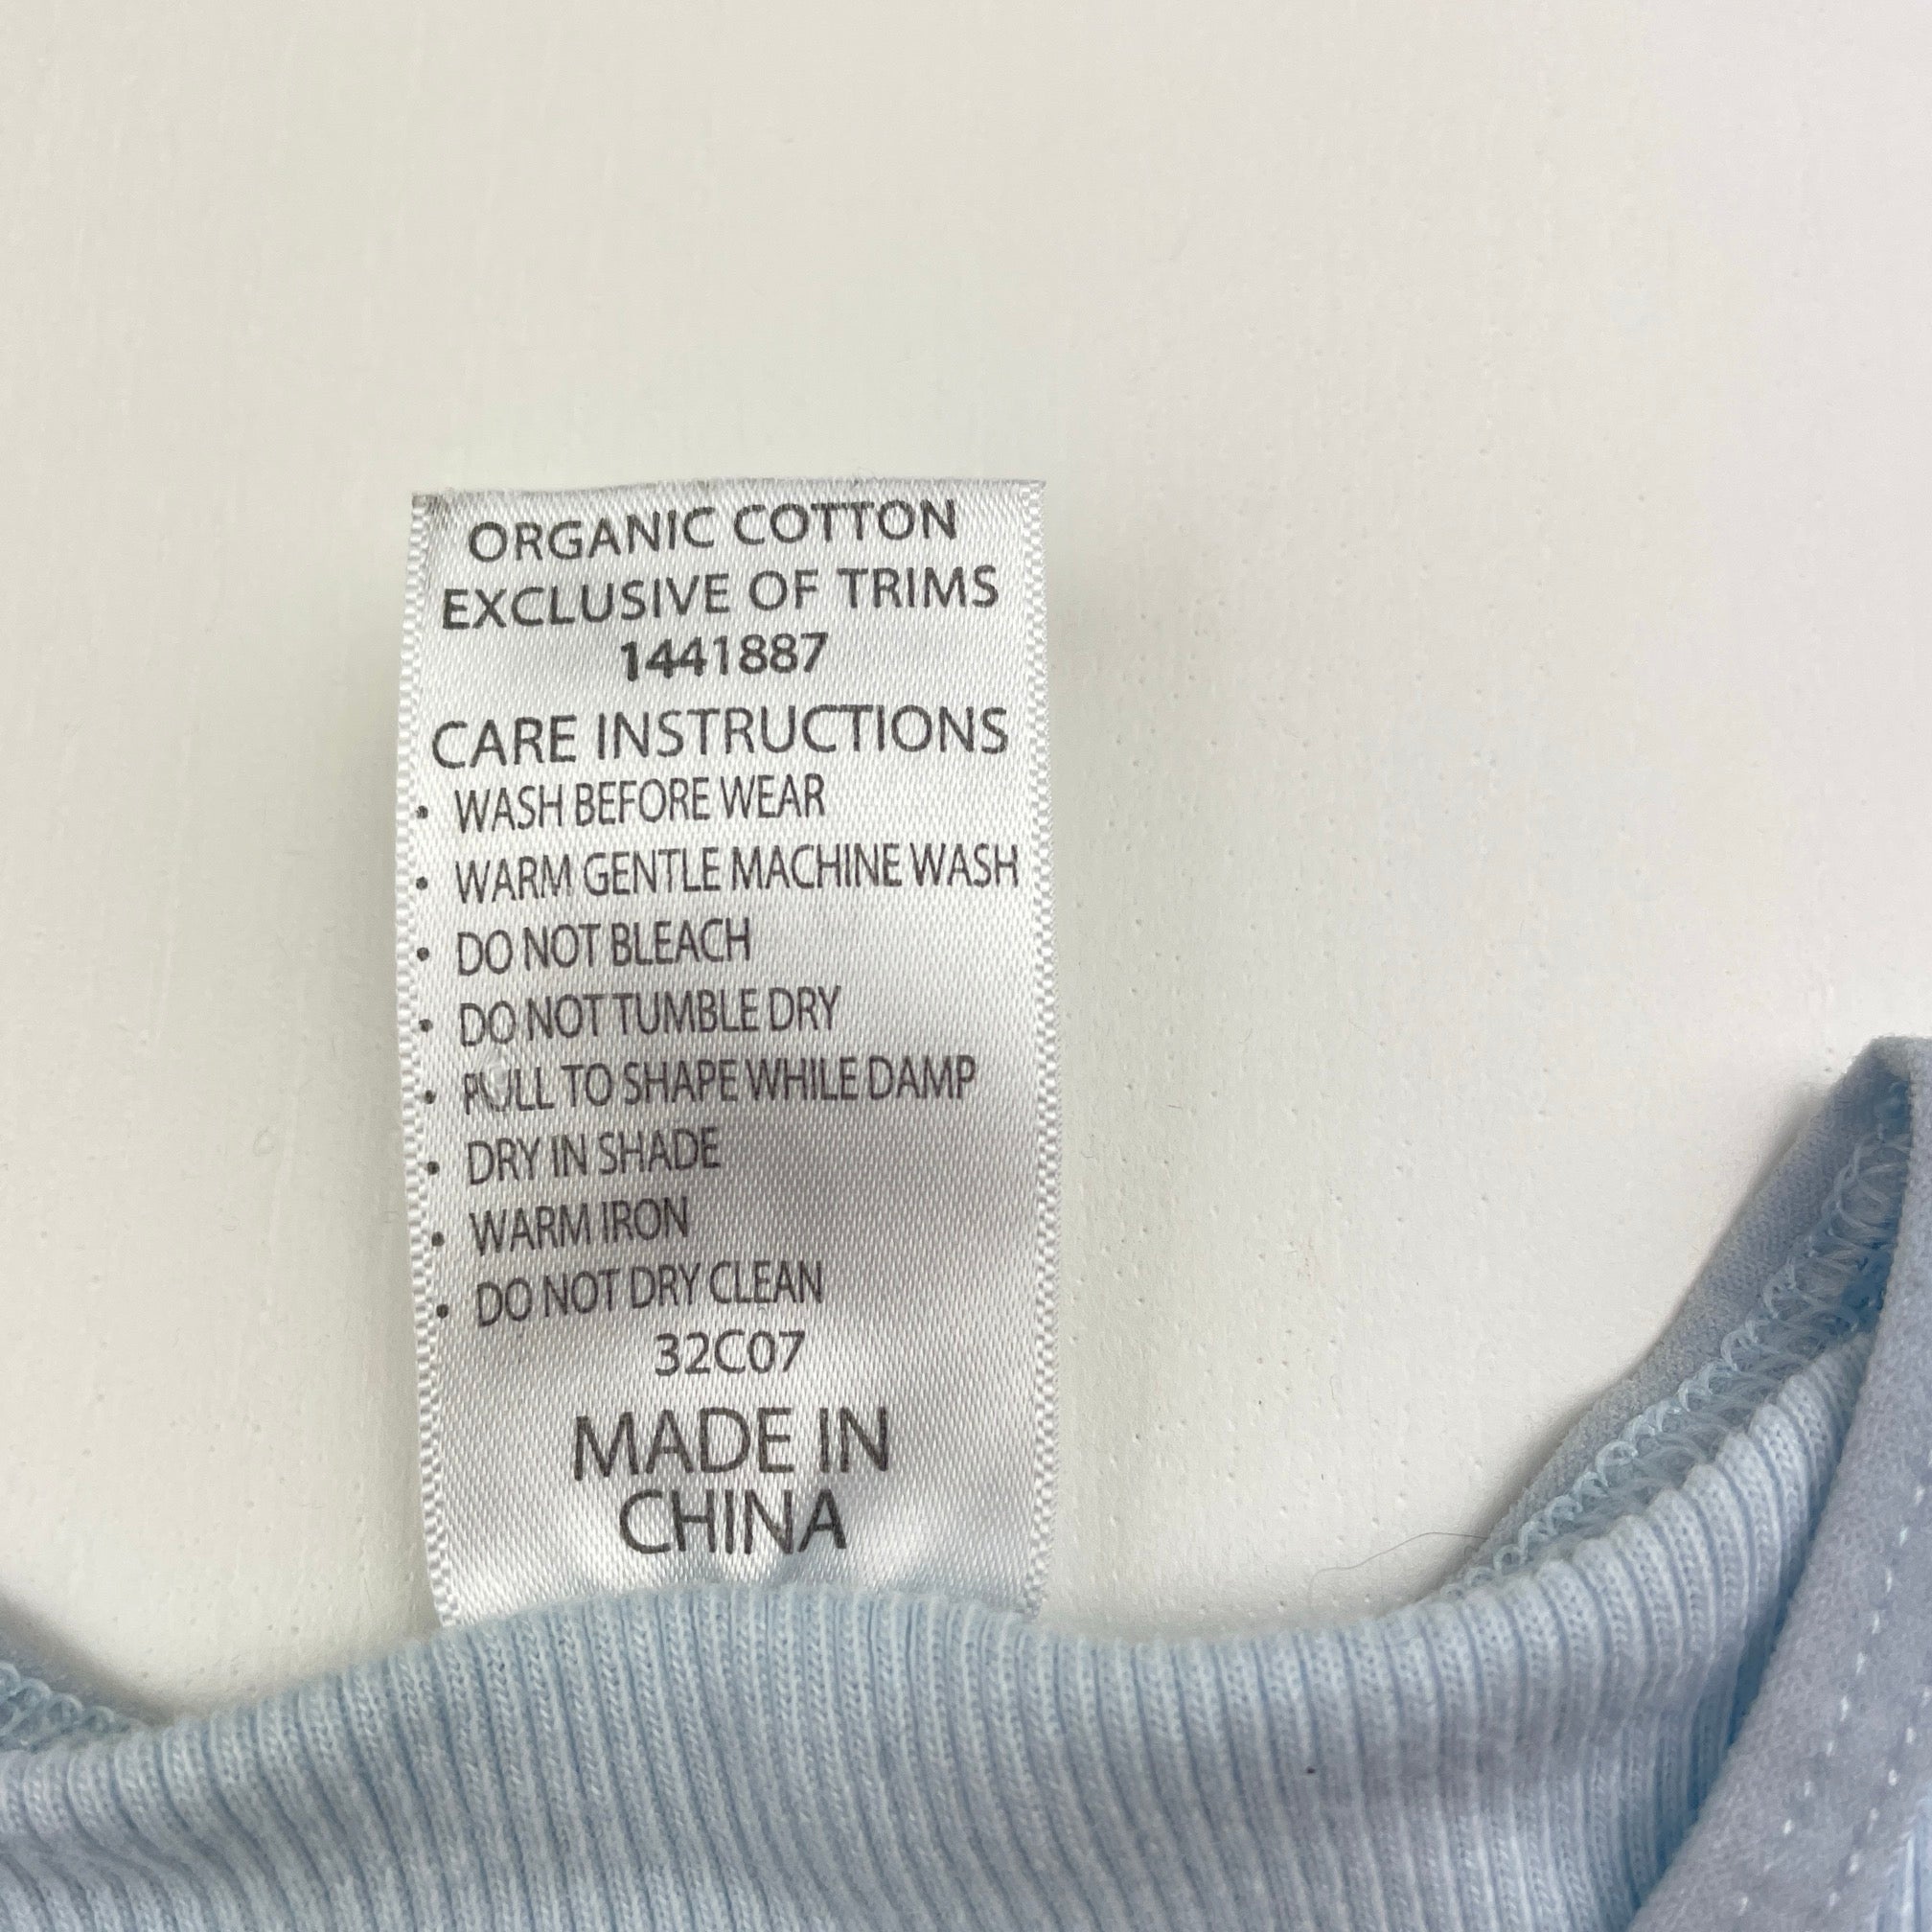 ORGANIC COTTON
EXCLUSIVE OF TRIMS
1441887
CARE INSTRUCTIONS
• WASH BEFORE WEAR
• WARM GENTLE MACHINE WASH
• DO NOT BLEACH
• DO NOT TUMBLE DRY
• PULL TO SHAPE WHILE DAMP
• DRY IN SHADE
• WARM IRON
• DO NOT DRY CLEAN
32C07
MADE IN
CHINA